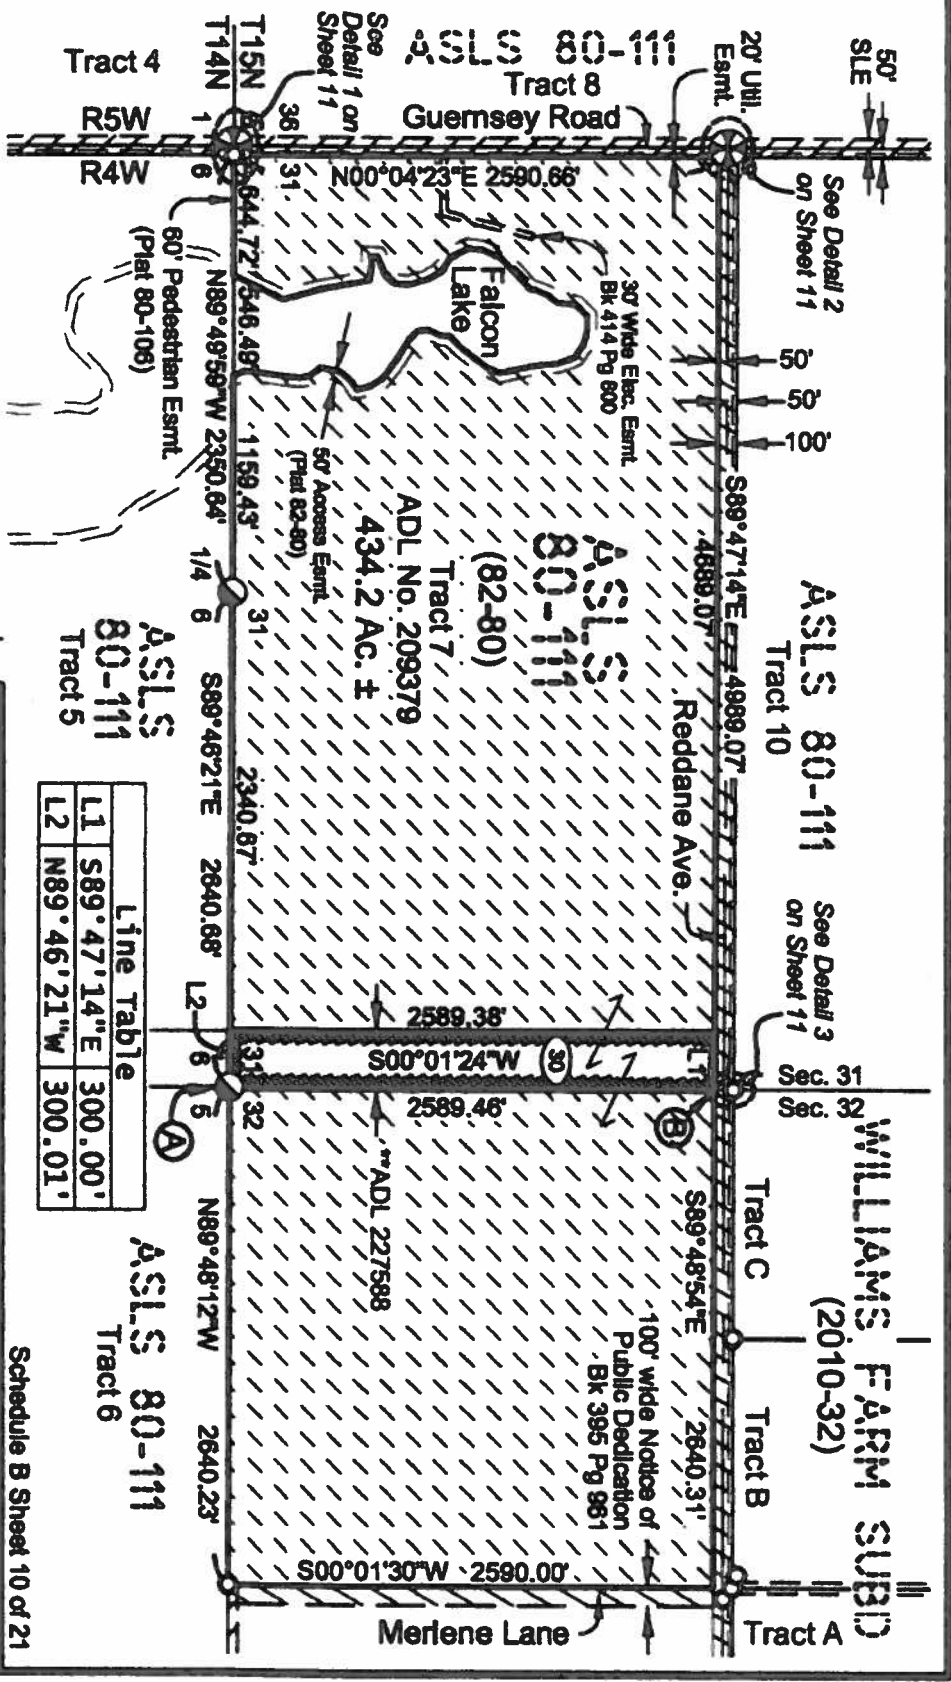 50'
SLE
20' Util.
Esmt.
See Detail 2
on Sheet 11
ASLS 80-111
Tract 8
Guernsey Road
See
Detail 1 on
Sheet 11
T15N
T14N
Tract 4
R5W
R4W
1
6
36
31
N00°04'23"E 2590.66'
30' Wide Elec. Esmt.
Bk 414 Pg 800
Falcon
Lake
50' Access Esmt.
(Plat 82-80)
644.72'
546.49'
1159.43'
N89°49'59"W 2350.64'
60' Pedestrian Esmt.
(Plat 80-106)
50'
50'
100'
S89°47'14"E 4989.07'
4689.07'
ASLS 80-111
Tract 10
Reddane Ave.
ASLS
80-111
(82-80)
Tract 7
ADL No. 209379
434.2 Ac. ±
1/4
6
31
S89°46'21"E 2640.68'
2340.67'
ASLS
80-111
Tract 5
See Detail 3
on Sheet 11
Sec. 31
Sec. 32
L1
2589.38'
S00°01'24"W
36
2589.46'
L2
31
32
6
5
A
B
**ADL 227588
Line Table
L1 S89°47'14"E 300.00'
L2 N89°46'21"W 300.01'
WILLIAMS FARM SUBD
(2010-32)
Tract C
Tract B
Tract A
S89°48'54"E 2640.31'
100' wide Notice of
Public Dedication
Bk 395 Pg 981
N89°48'12"W 2640.23'
S00°01'30"W 2590.00'
Merlene Lane
ASLS 80-111
Tract 6
Schedule B Sheet 10 of 21